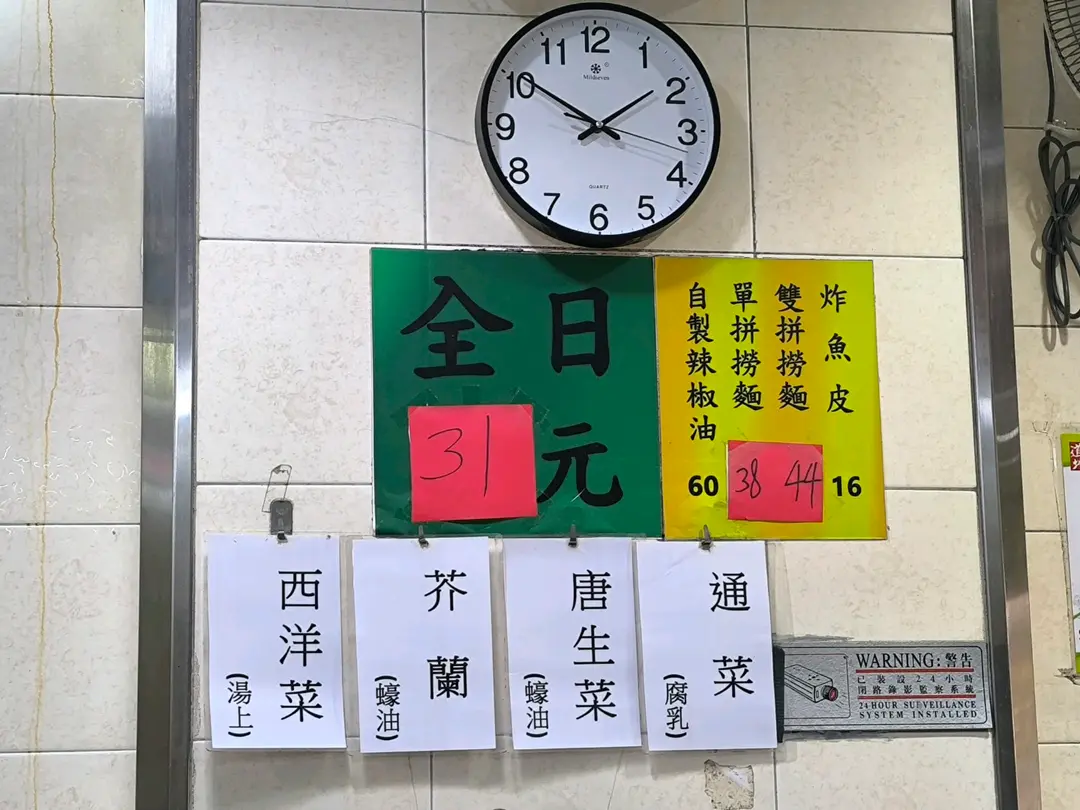 12
1
2
3
4
5
6
7
8
9
10
11
Mildseven
QUARTZ
全日
31元
炸魚皮
16
雙拼撈麵
44
單拼撈麵
38
自製辣椒油
60
通菜
(腐乳)
唐生菜
(蠔油)
芥蘭
(蠔油)
西洋菜
(湯上)
WARNING: 警告
已裝設24小時
閉路錄影監察系統
24 HOUR SURVEILLANCE
SYSTEM INSTALLED